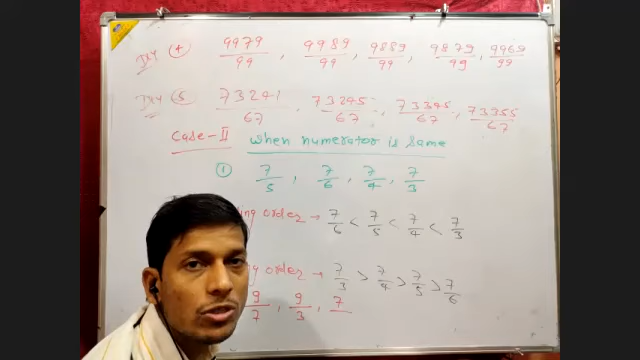 Try (4) 9979/99 , 9989/99 , 9889/99 , 9879/99 , 9969/99
Try (5) 73241/67 , 73245/67 , 73345/67 , 73355/67
Case-II when numerator is same
(1) 7/5 , 7/6 , 7/4 , 7/3
order → 7/6 < 7/5 < 7/4 < 7/3
order → 7/3 > 7/4 > 7/5 > 7/6
9/7 , 9/3 , 7